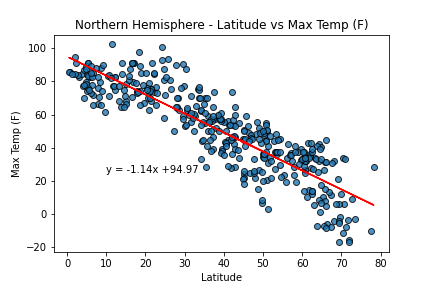 Northern Hemisphere - Latitude vs Max Temp (F)
100
80
60
40
20
0
−20
Max Temp (F)
y = -1.14x +94.97
0 10 20 30 40 50 60 70 80
Latitude